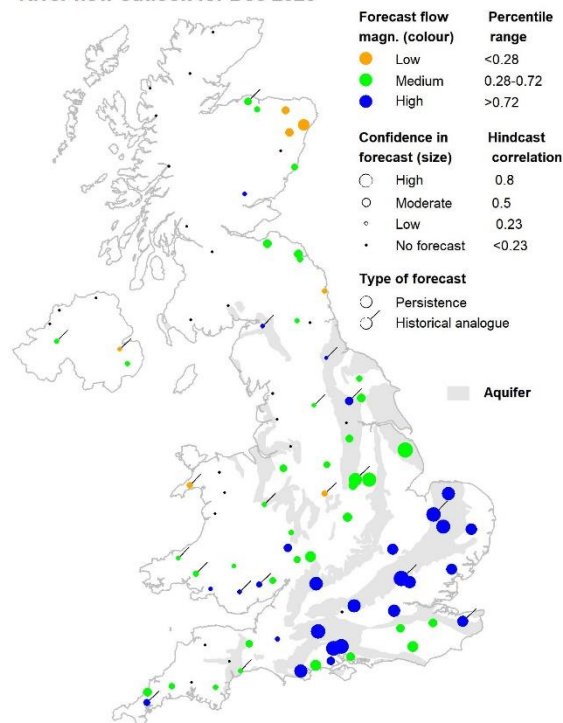 Forecast flow Percentile
magn. (colour) range
Low <0.28
Medium 0.28-0.72
High >0.72
Confidence in Hindcast
forecast (size) correlation
High 0.8
Moderate 0.5
Low 0.23
No forecast <0.23
Type of forecast
Persistence
Historical analogue
Aquifer